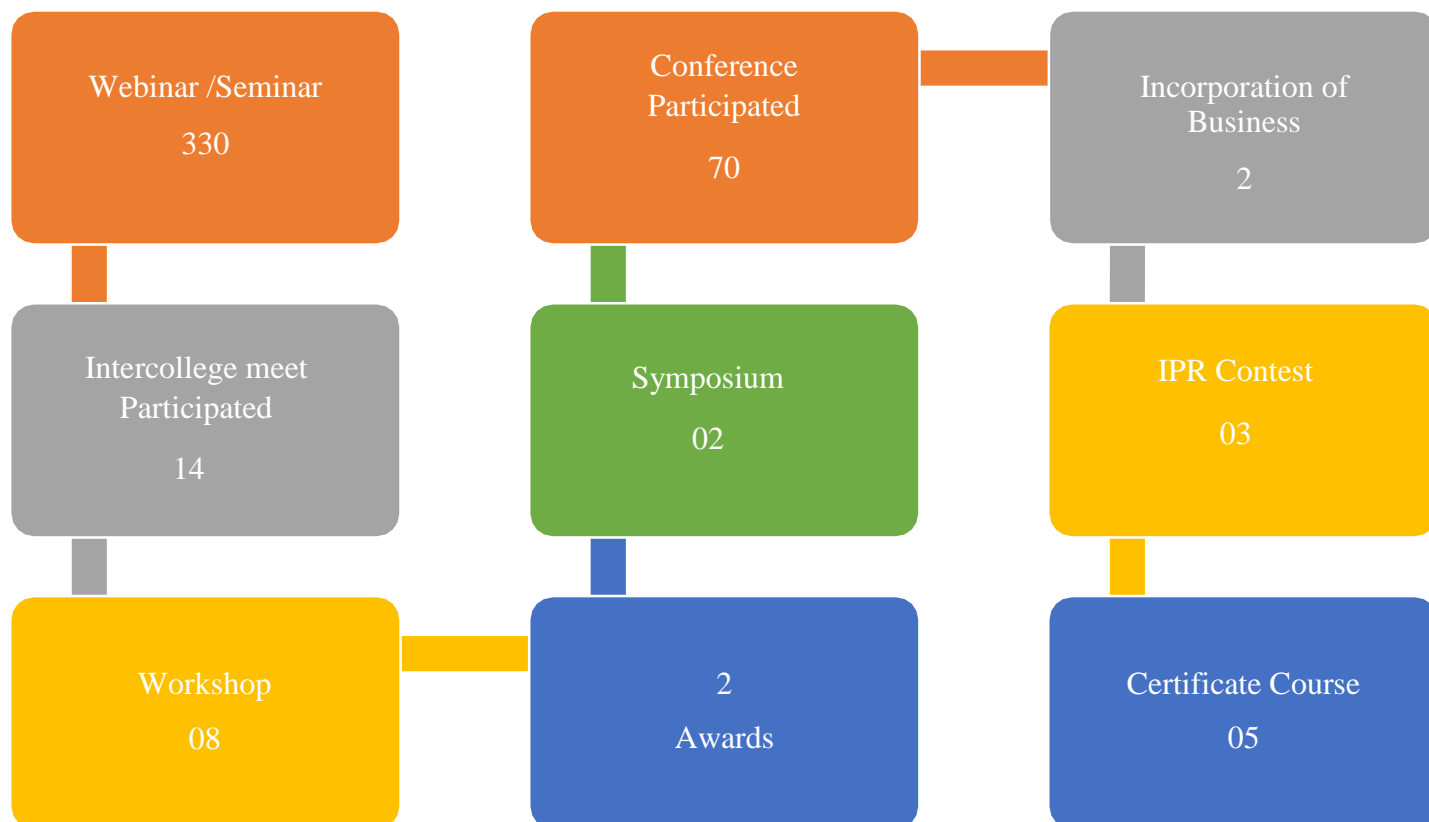 Webinar /Seminar
330
Intercollege meet
Participated
14
Workshop
08
2
Awards
Symposium
02
Conference
Participated
70
Incorporation of
Business
2
IPR Contest
03
Certificate Course
05